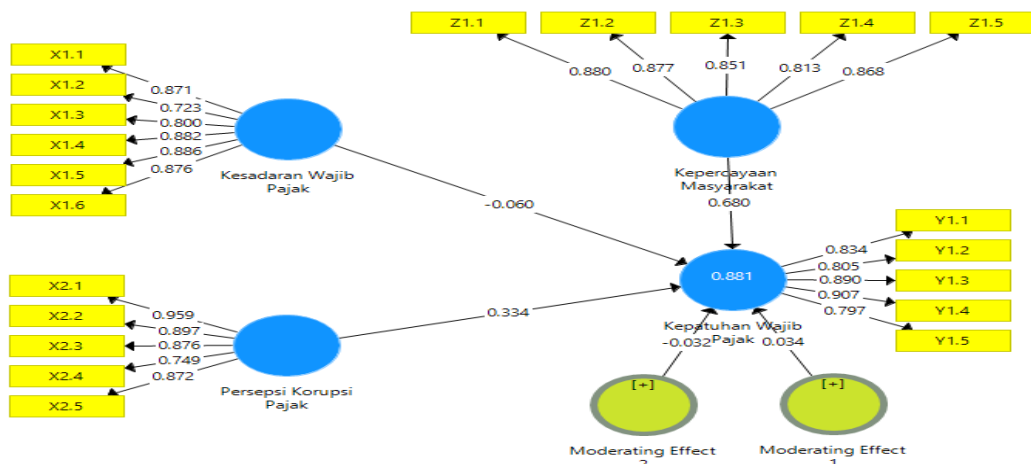 Z1.1
Z1.2
Z1.3
Z1.4
Z1.5
0.880
0.877
0.851
0.813
0.868
X1.1
X1.2
X1.3
X1.4
X1.5
X1.6
0.871
0.723
0.800
0.882
0.886
0.876
Kesadaran Wajib
Pajak
Kepercayaan
Masyarakat
-0.060
0.680
X2.1
X2.2
X2.3
X2.4
X2.5
0.959
0.897
0.876
0.749
0.872
Persepsi Korupsi
Pajak
0.334
0.881
Kepatuhan Wajib
Pajak
0.834
0.805
0.890
0.907
0.797
Y1.1
Y1.2
Y1.3
Y1.4
Y1.5
-0.032
0.034
[+]
[+]
Moderating Effect
2
Moderating Effect
1